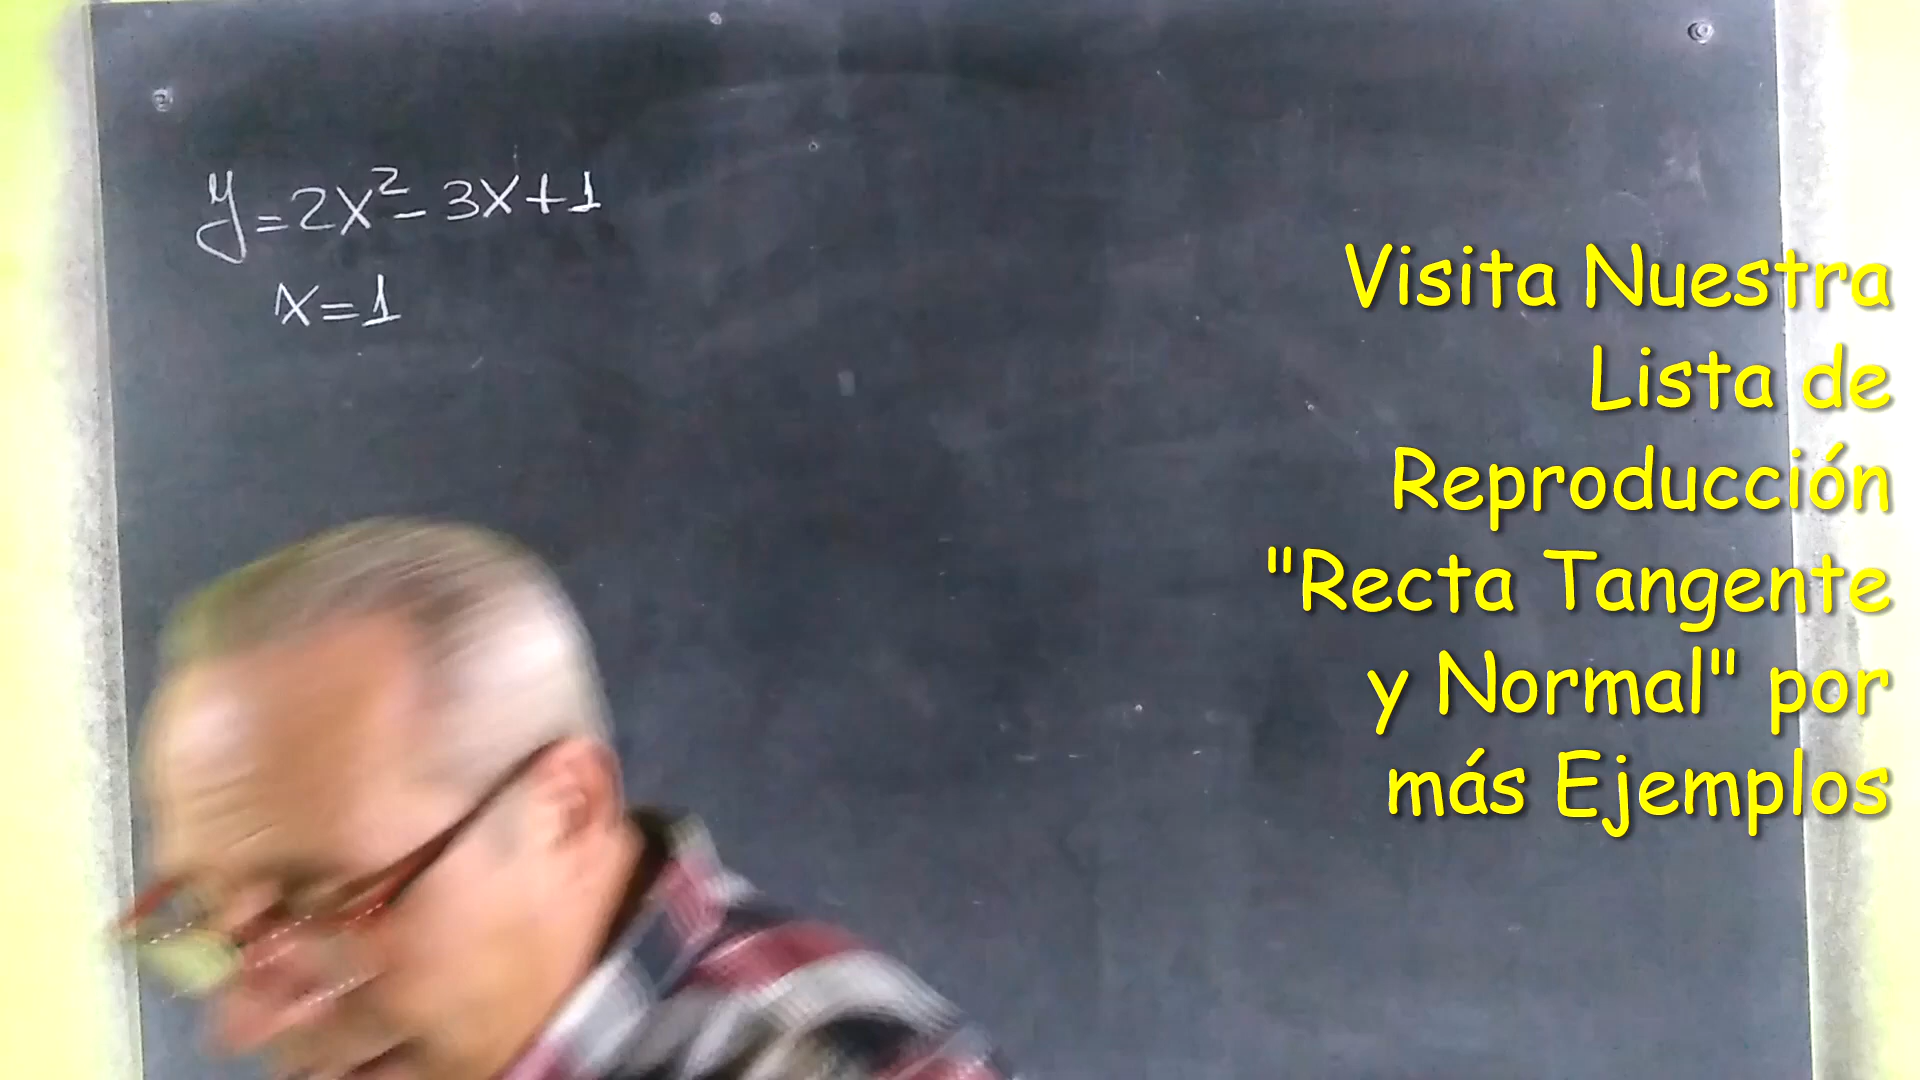 y=2x²-3x+1
x=1
Visita Nuestra
Lista de
Reproducción
"Recta Tangente
y Normal" por
más Ejemplos